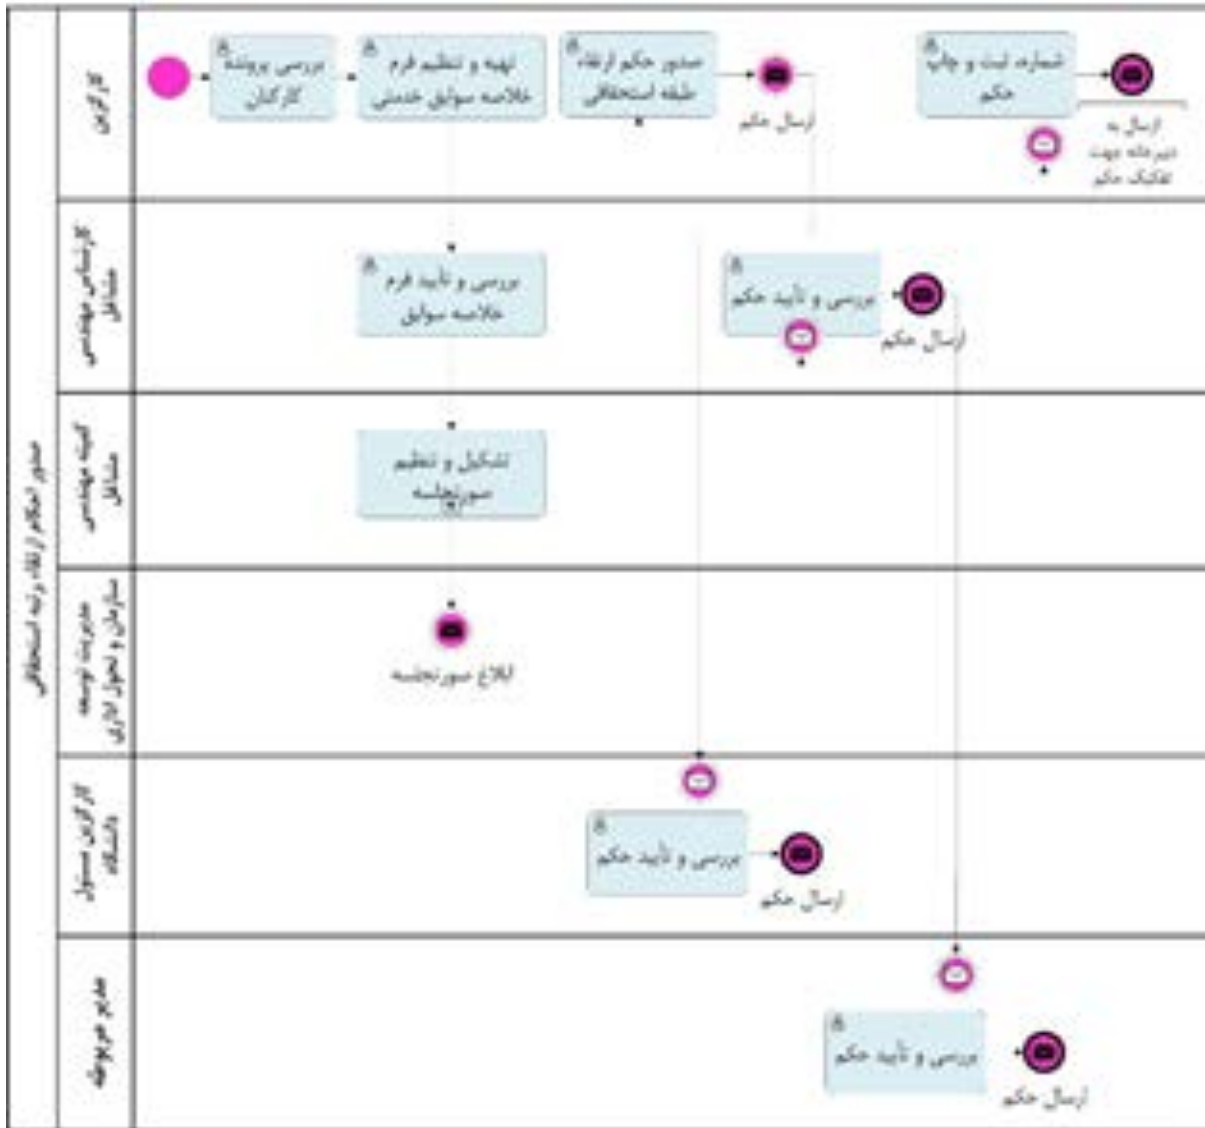 صدور احکام ارتقاء رتبه استحقاقی
کارگزین
بررسی پرونده
کارکنان
تهیه و تنظیم فرم
خلاصه سوابق خدمتی
صدور حکم ارتقاء
طبقه استحقاقی
ارسال حکم
شماره، ثبت و چاپ
حکم
ارسال به
دبیرخانه جهت
تفکیک حکم
کارشناس مهندسی
مشاغل
بررسی و تأیید فرم
خلاصه سوابق
بررسی و تأیید حکم
ارسال حکم
کمیته مهندسی
مشاغل
تشکیل و تنظیم
صورتجلسه
مدیریت توسعه
سازمان و تحول اداری
ابلاغ صورتجلسه
کارگزین مسئول
دانشگاه
بررسی و تأیید حکم
ارسال حکم
مدیر مربوطه
بررسی و تأیید حکم
ارسال حکم